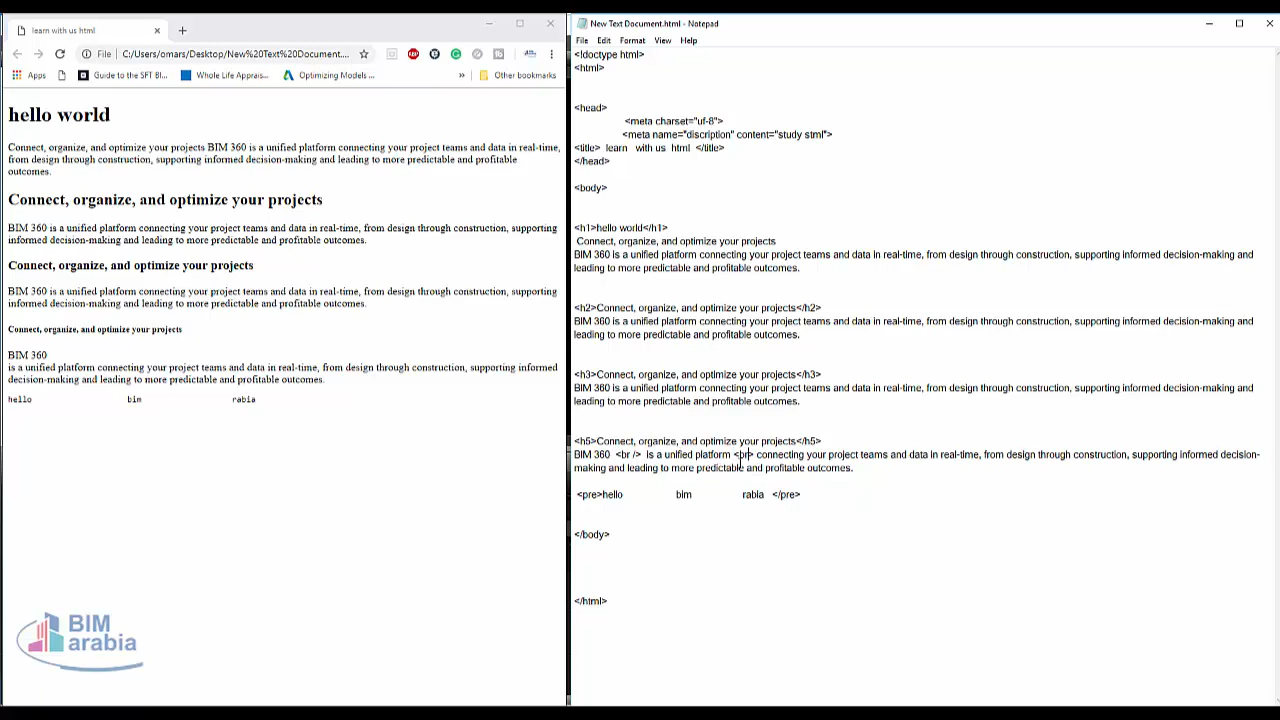 learn with us html
File
C:/Users/omars/Desktop/New%20Text%20Document....
Apps
Guide to the SFT Bl...
Whole Life Apprais...
Optimizing Models ...
»
Other bookmarks
hello world
Connect, organize, and optimize your projects BIM 360 is a unified platform connecting your project teams and data in real-time,
from design through construction, supporting informed decision-making and leading to more predictable and profitable
outcomes.
Connect, organize, and optimize your projects
BIM 360 is a unified platform connecting your project teams and data in real-time, from design through construction, supporting
informed decision-making and leading to more predictable and profitable outcomes.
Connect, organize, and optimize your projects
BIM 360 is a unified platform connecting your project teams and data in real-time, from design through construction, supporting
informed decision-making and leading to more predictable and profitable outcomes.
Connect, organize, and optimize your projects
BIM 360
is a unified platform connecting your project teams and data in real-time, from design through construction, supporting informed
decision-making and leading to more predictable and profitable outcomes.
hello bim rabia
BIM
arabia
New Text Document.html - Notepad
File Edit Format View Help
<!doctype html>
<html>
<head>
<meta charset="uf-8">
<meta name="discription" content="study stml">
<title> learn with us html </title>
</head>
<body>
<h1>hello world</h1>
Connect, organize, and optimize your projects
BIM 360 is a unified platform connecting your project teams and data in real-time, from design through construction, supporting informed decision-making and
leading to more predictable and profitable outcomes.
<h2>Connect, organize, and optimize your projects</h2>
BIM 360 is a unified platform connecting your project teams and data in real-time, from design through construction, supporting informed decision-making and
leading to more predictable and profitable outcomes.
<h3>Connect, organize, and optimize your projects</h3>
BIM 360 is a unified platform connecting your project teams and data in real-time, from design through construction, supporting informed decision-making and
leading to more predictable and profitable outcomes.
<h5>Connect, organize, and optimize your projects</h5>
BIM 360 <br /> is a unified platform <br> connecting your project teams and data in real-time, from design through construction, supporting informed decision-
making and leading to more predictable and profitable outcomes.
<pre>hello bim rabia </pre>
</body>
</html>